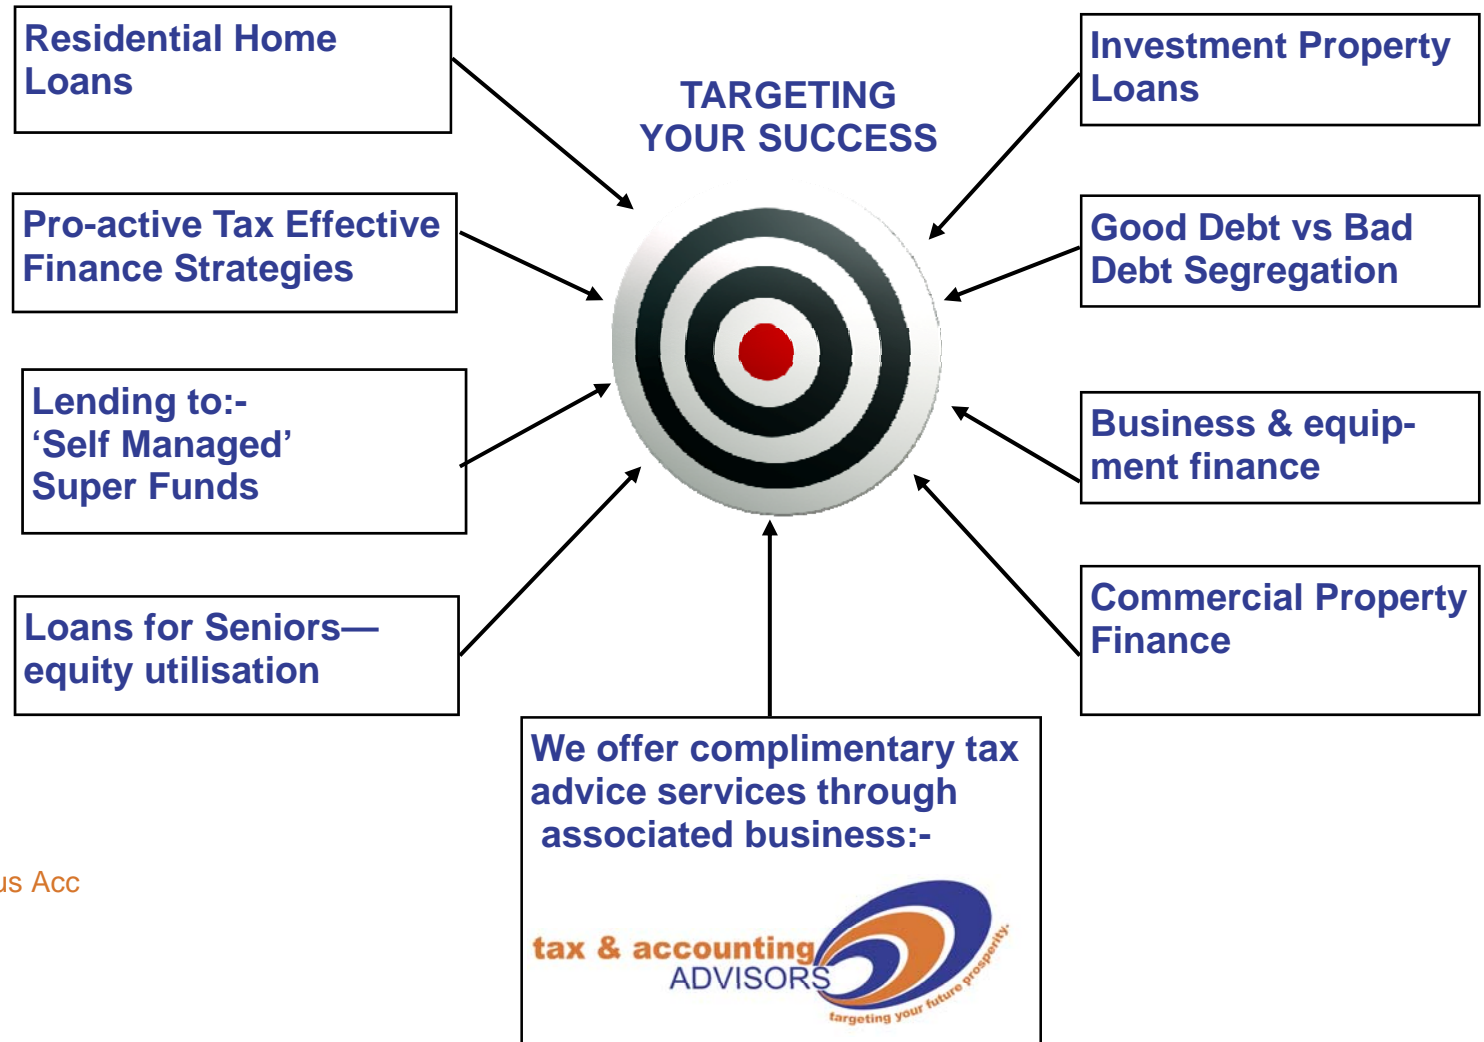 Residential Home
Loans
TARGETING
YOUR SUCCESS
Investment Property
Loans
Pro-active Tax Effective
Finance Strategies
Good Debt vs Bad
Debt Segregation
Lending to:-
‘Self Managed’
Super Funds
Business & equip-
ment finance
Loans for Seniors—
equity utilisation
Commercial Property
Finance
We offer complimentary tax
advice services through
associated business:-
us Acc
tax & accounting
ADVISORS
targeting your future prosperity.